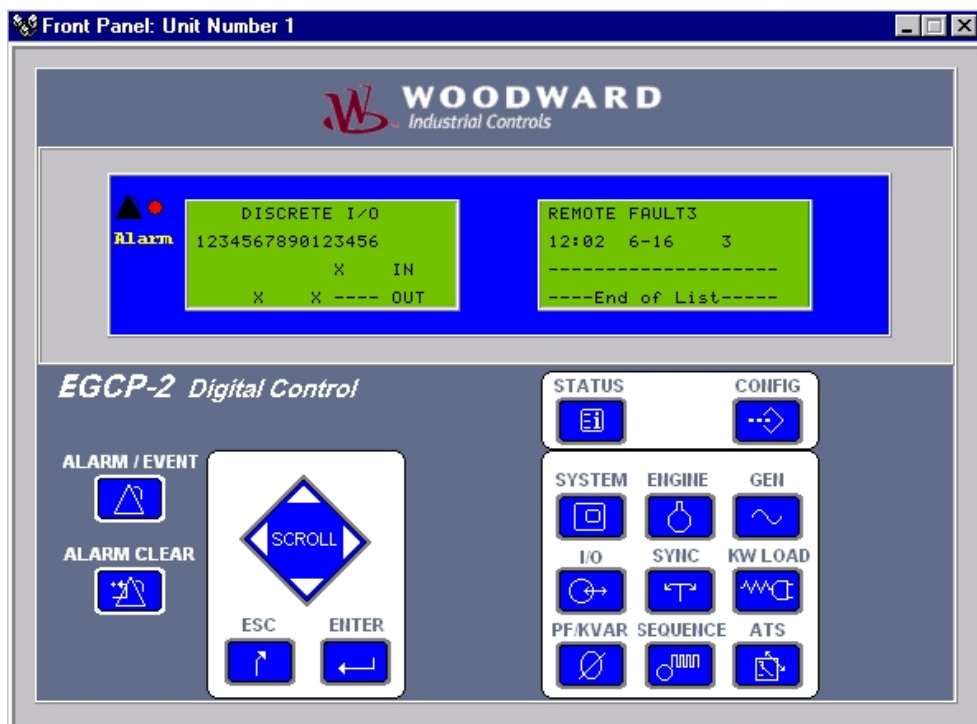 Front Panel: Unit Number 1
WOODWARD
Industrial Controls
Alarm
DISCRETE I/O
1234567890123456
X IN
X X ---- OUT
REMOTE FAULT3
12:02 6-16 3
--------------------
----End of List-----
EGCP-2 Digital Control
STATUS
CONFIG
ALARM / EVENT
ALARM CLEAR
SCROLL
ESC
ENTER
SYSTEM
ENGINE
GEN
I/O
SYNC
KW LOAD
PF/KVAR
SEQUENCE
ATS